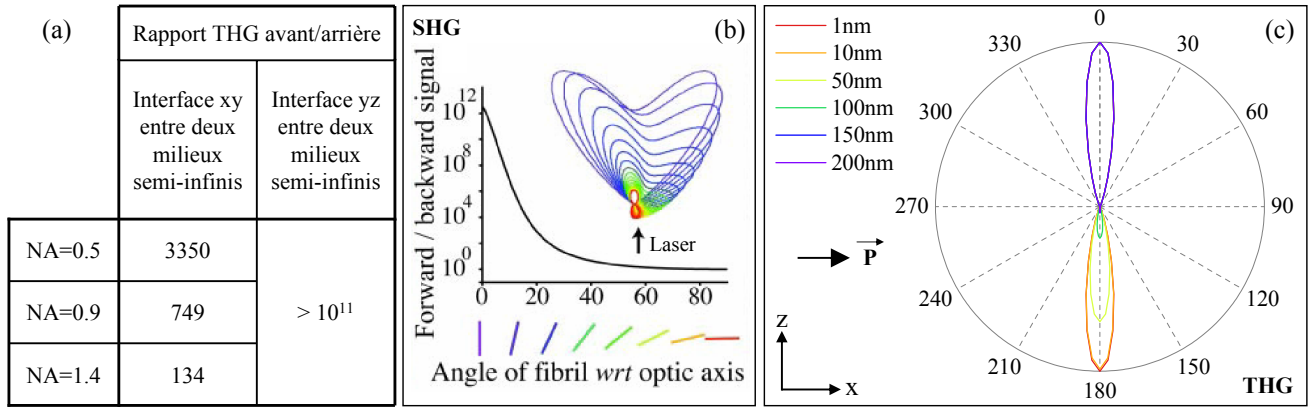 (a)
Rapport THG avant/arrière
Interface xy
entre deux
milieux
semi-infinis
Interface yz
entre deux
milieux
semi-infinis
NA=0.5
3350
NA=0.9
749
NA=1.4
134
> 10¹¹
SHG
(b)
Forward / backward signal
10¹²
10⁸
10⁴
10⁰
Laser
0
20
40
60
80
Angle of fibril wrt optic axis
(c)
1nm
10nm
50nm
100nm
150nm
200nm
0
30
60
90
120
150
180
210
240
270
300
330
P
z
x
THG